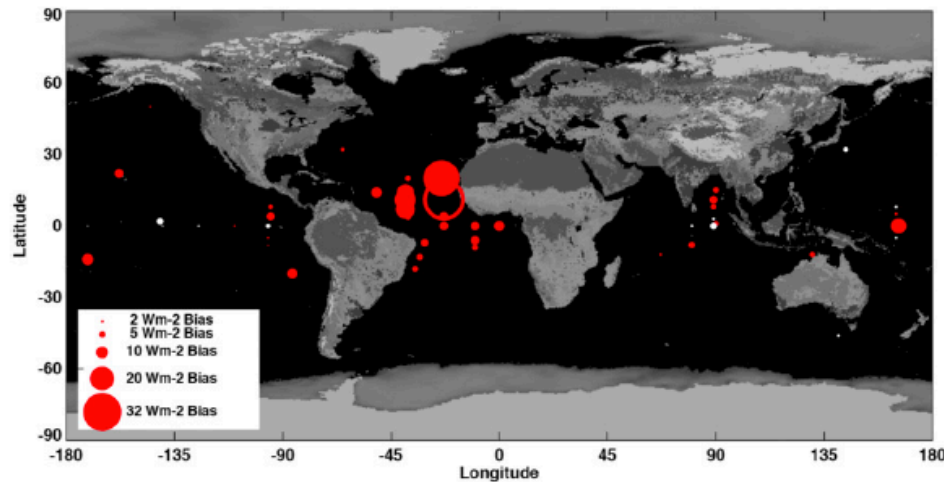 90
60
30
0
-30
-60
-90
Latitude
2 Wm-2 Bias
5 Wm-2 Bias
10 Wm-2 Bias
20 Wm-2 Bias
32 Wm-2 Bias
-180 -135 -90 -45 0 45 90 135 180
Longitude